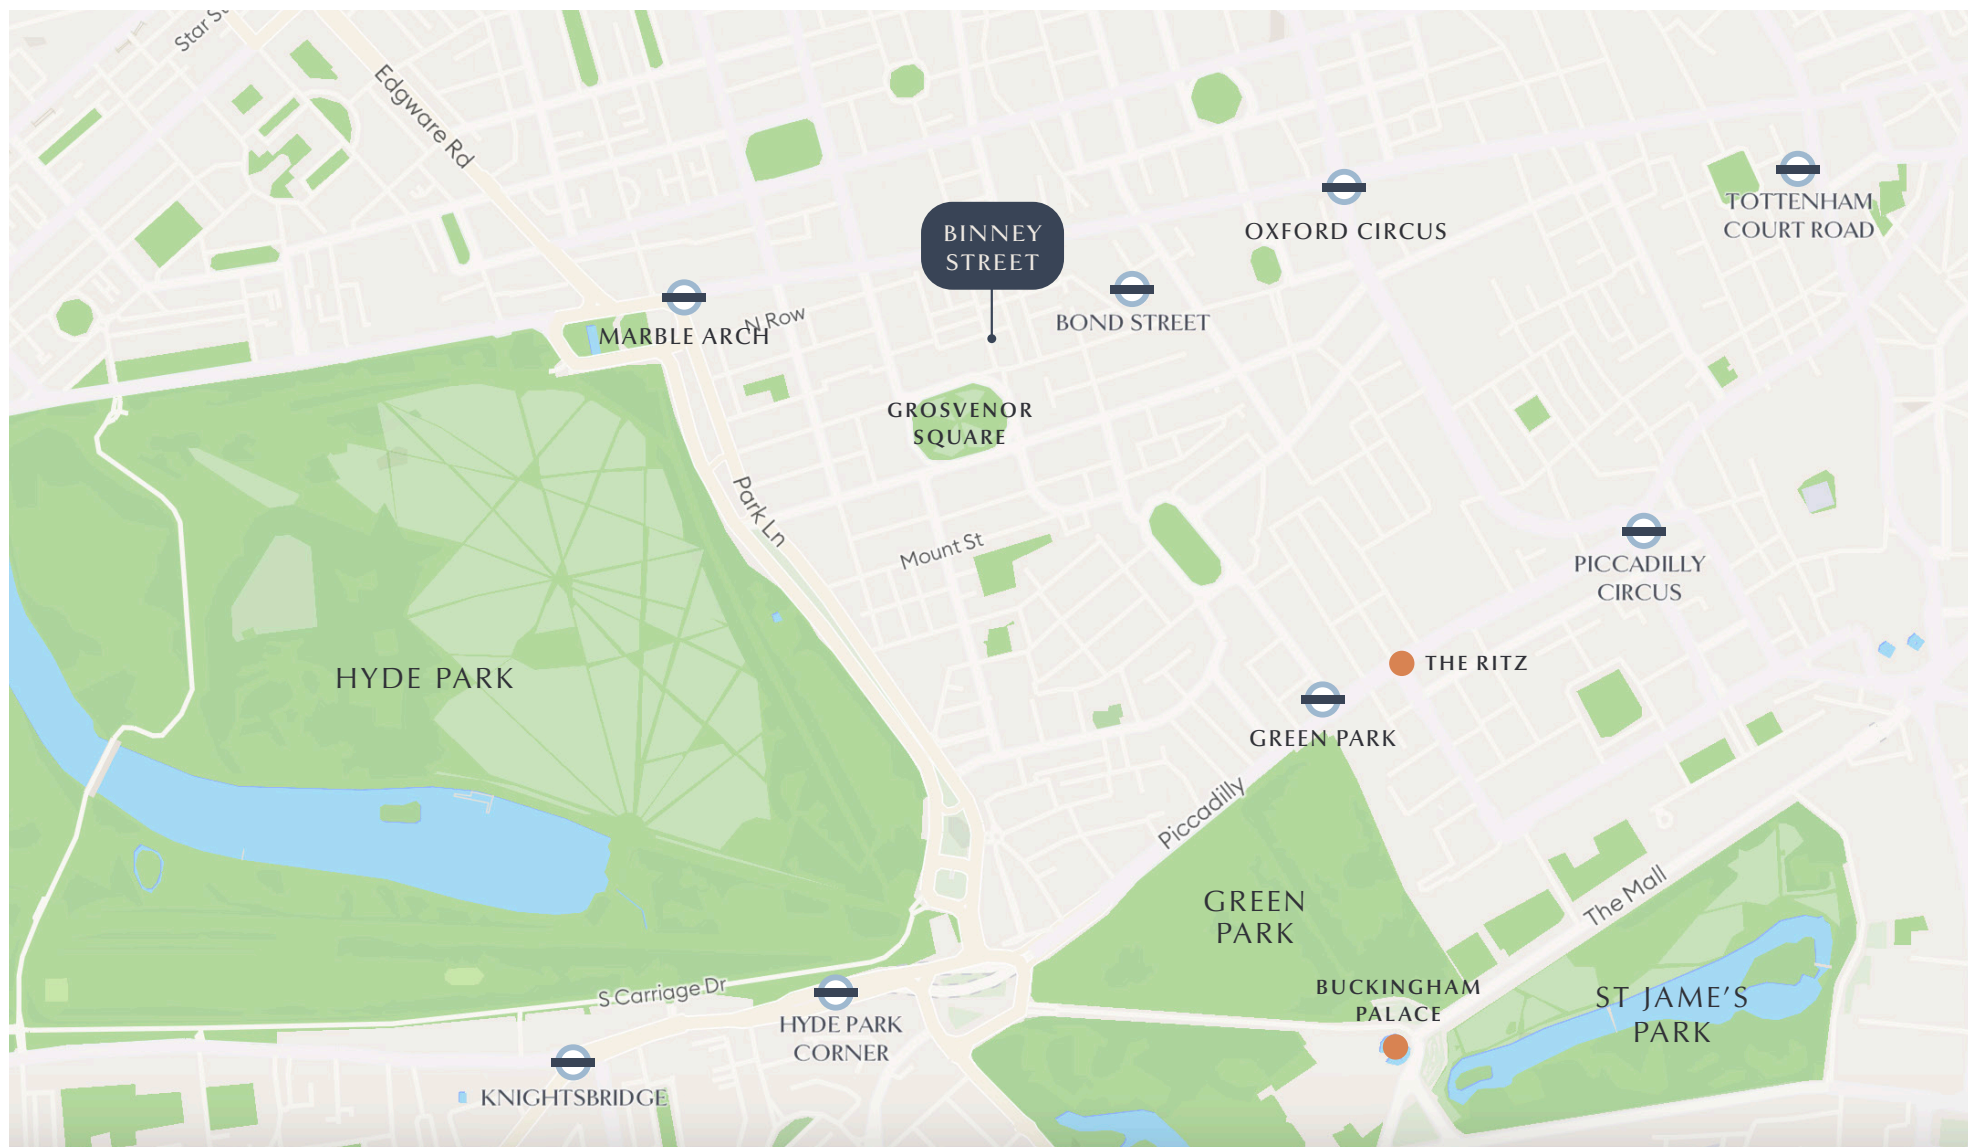 Star S
Edgware Rd
TOTTENHAM
COURT ROAD
BINNEY
STREET
OXFORD CIRCUS
N Row
MARBLE ARCH
BOND STREET
GROSVENOR
SQUARE
Park Ln
Mount St
PICCADILLY
CIRCUS
HYDE PARK
THE RITZ
GREEN PARK
Piccadilly
GREEN
PARK
The Mall
S Carriage Dr
BUCKINGHAM
PALACE
ST JAME'S
PARK
HYDE PARK
CORNER
KNIGHTSBRIDGE